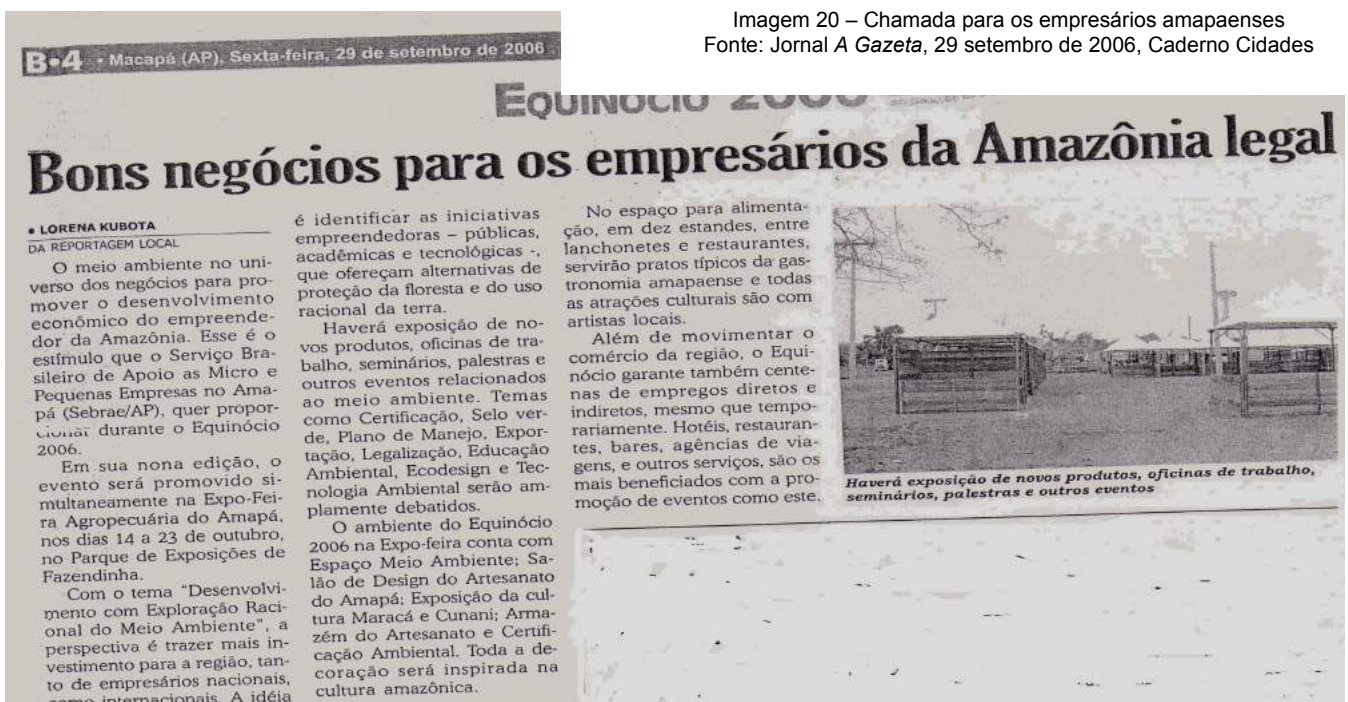 Imagem 20 – Chamada para os empresários amapaenses
Fonte: Jornal A Gazeta, 29 setembro de 2006, Caderno Cidades
B•4 • Macapá (AP), Sexta-feira, 29 de setembro de 2006
EQUINÓCIO 2006
Bons negócios para os empresários da Amazônia legal
• LORENA KUBOTA
DA REPORTAGEM LOCAL
O meio ambiente no uni-
verso dos negócios para pro-
mover o desenvolvimento
econômico do empreende-
dor da Amazônia. Esse é o
estímulo que o Serviço Bra-
sileiro de Apoio as Micro e
Pequenas Empresas no Ama-
pá (Sebrae/AP), quer propor-
cionar durante o Equinócio
2006.
Em sua nona edição, o
evento será promovido si-
multaneamente na Expo-Fei-
ra Agropecuária do Amapá,
nos dias 14 a 23 de outubro,
no Parque de Exposições de
Fazendinha.
Com o tema "Desenvolvi-
mento com Exploração Raci-
onal do Meio Ambiente", a
perspectiva é trazer mais in-
vestimento para a região, tan-
to de empresários nacionais,
como internacionais. A idéia
é identificar as iniciativas
empreendedoras – públicas,
acadêmicas e tecnológicas -,
que ofereçam alternativas de
proteção da floresta e do uso
racional da terra.
Haverá exposição de no-
vos produtos, oficinas de tra-
balho, seminários, palestras e
outros eventos relacionados
ao meio ambiente. Temas
como Certificação, Selo ver-
de, Plano de Manejo, Expor-
tação, Legalização, Educação
Ambiental, Ecodesign e Tec-
nologia Ambiental serão am-
plamente debatidos.
O ambiente do Equinócio
2006 na Expo-feira conta com
Espaço Meio Ambiente; Sa-
lão de Design do Artesanato
do Amapá; Exposição da cul-
tura Maracá e Cunani; Arma-
zém do Artesanato e Certifi-
cação Ambiental. Toda a de-
coração será inspirada na
cultura amazônica.
No espaço para alimenta-
ção, em dez estandes, entre
lanchonetes e restaurantes,
servirão pratos típicos da gas-
tronomia amapaense e todas
as atrações culturais são com
artistas locais.
Além de movimentar o
comércio da região, o Equi-
nócio garante também cente-
nas de empregos diretos e
indiretos, mesmo que tempo-
rariamente. Hotéis, restauran-
tes, bares, agências de via-
gens, e outros serviços, são os
mais beneficiados com a pro-
moção de eventos como este.
Haverá exposição de novos produtos, oficinas de trabalho,
seminários, palestras e outros eventos